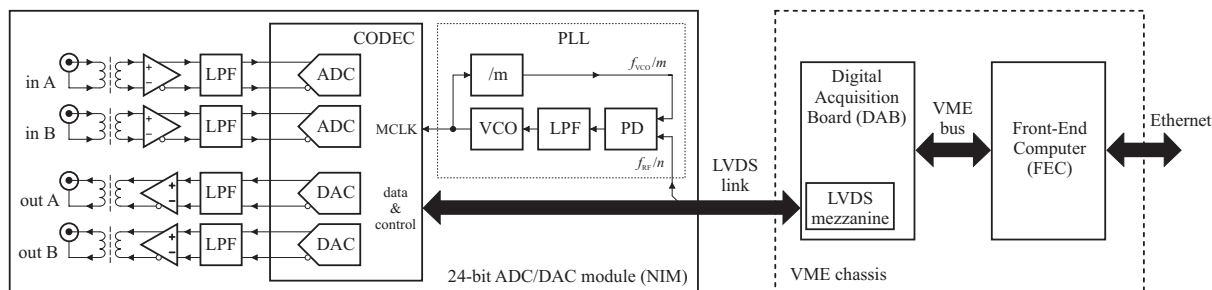 CODEC
PLL
in A
+
−
LPF
ADC
/m
fVCO/m
in B
+
−
LPF
ADC
MCLK
VCO
LPF
PD
fRF/n
out A
+
−
LPF
DAC
data
&
control
out B
+
−
LPF
DAC
24-bit ADC/DAC module (NIM)
LVDS
link
Digital
Acquisition
Board (DAB)
LVDS
mezzanine
VME
bus
Front-End
Computer
(FEC)
Ethernet
VME chassis